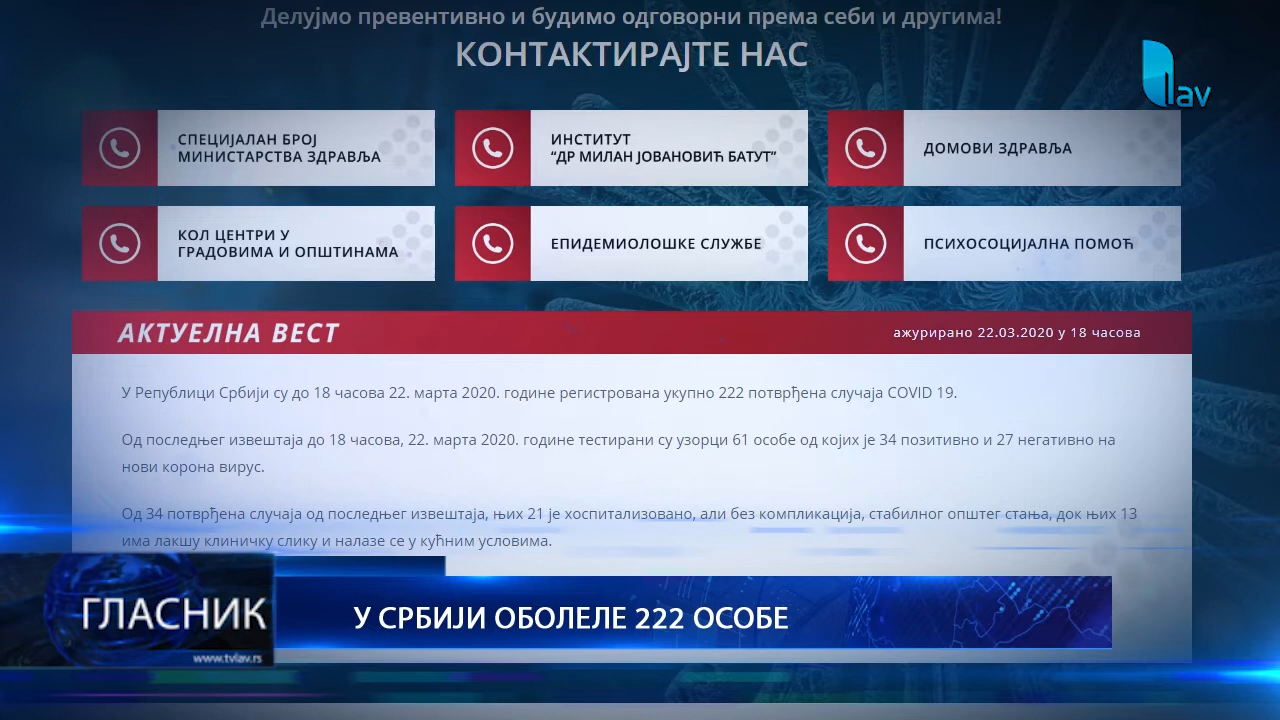 Делујмо превентивно и будимо одговорни према себи и другима!
КОНТАКТИРАЈТЕ НАС
lav
СПЕЦИЈАЛАН БРОЈ
МИНИСТАРСТВА ЗДРАВЉА
ИНСТИТУТ
“ДР МИЛАН ЈОВАНОВИЋ БАТУТ”
ДОМОВИ ЗДРАВЉА
КОЛ ЦЕНТРИ У
ГРАДОВИМА И ОПШТИНАМА
ЕПИДЕМИОЛОШКЕ СЛУЖБЕ
ПСИХОСОЦИЈАЛНА ПОМОЋ
АКТУЕЛНА ВЕСТ
ажурирано 22.03.2020 у 18 часова
У Републици Србији су до 18 часова 22. марта 2020. године регистрована укупно 222 потврђена случаја COVID 19.
Од последњег извештаја до 18 часова, 22. марта 2020. године тестирани су узорци 61 особе од којих је 34 позитивно и 27 негативно на
нови корона вирус.
Од 34 потврђена случаја од последњег извештаја, њих 21 је хоспитализовано, али без компликација, стабилног општег стања, док њих 13
има лакшу клиничку слику и налазе се у кућним условима.
ГЛАСНИК
www.tvlav.rs
У СРБИЈИ ОБОЛЕЛЕ 222 ОСОБЕ